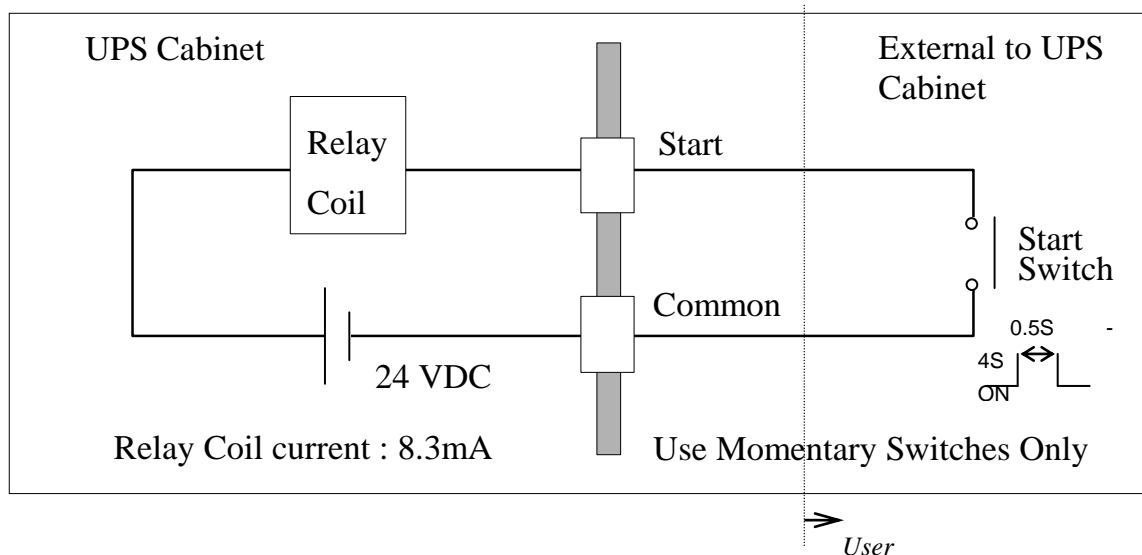 UPS Cabinet
External to UPS
Cabinet
Relay
Coil
Start
Start
Switch
Common
24 VDC
0.5S -
4S
ON
Relay Coil current : 8.3mA
Use Momentary Switches Only
User